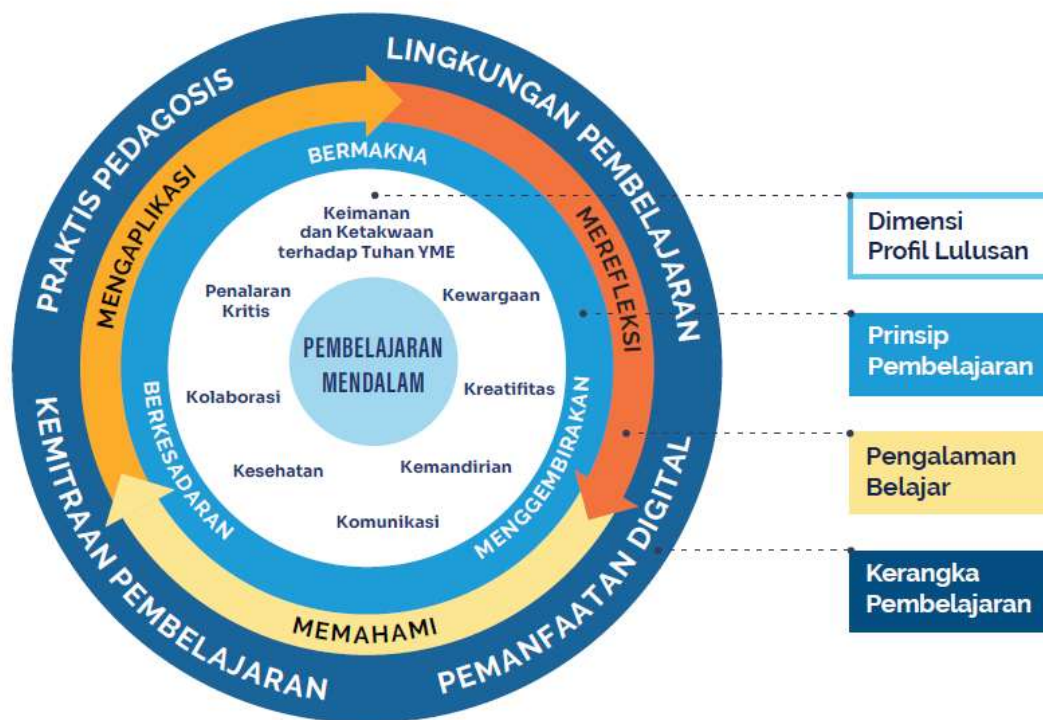 PRAKTIS PEDAGOSIS
LINGKUNGAN PEMBELAJARAN
PEMANFAATAN DIGITAL
KEMITRAAN PEMBELAJARAN
MENGAPLIKASI
MEREFLEKSI
MEMAHAMI
BERMAKNA
MENGGEMBIRAKAN
BERKESADARAN
Keimanan
dan Ketakwaan
terhadap Tuhan YME
Kewargaan
Kreatifitas
Kemandirian
Komunikasi
Kesehatan
Kolaborasi
Penalaran
Kritis
PEMBELAJARAN
MENDALAM
Dimensi
Profil Lulusan
Prinsip
Pembelajaran
Pengalaman
Belajar
Kerangka
Pembelajaran